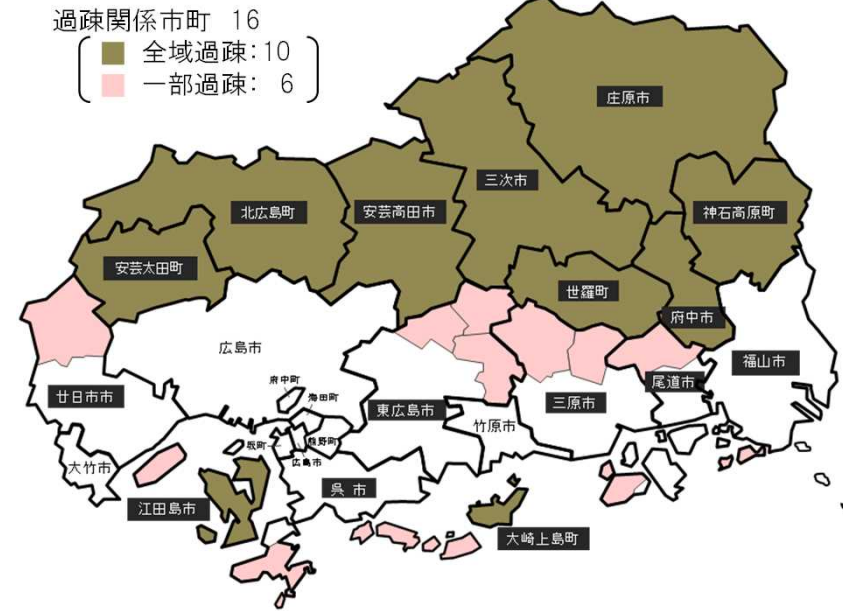 過疎関係市町 16
全域過疎：10
一部過疎： 6
庄原市
三次市
北広島町
安芸高田市
神石高原町
安芸太田町
世羅町
府中市
広島市
福山市
府中町
海田町
尾道市
廿日市市
東広島市
三原市
竹原市
坂町
熊野町
広島市
大竹市
呉 市
江田島市
大崎上島町